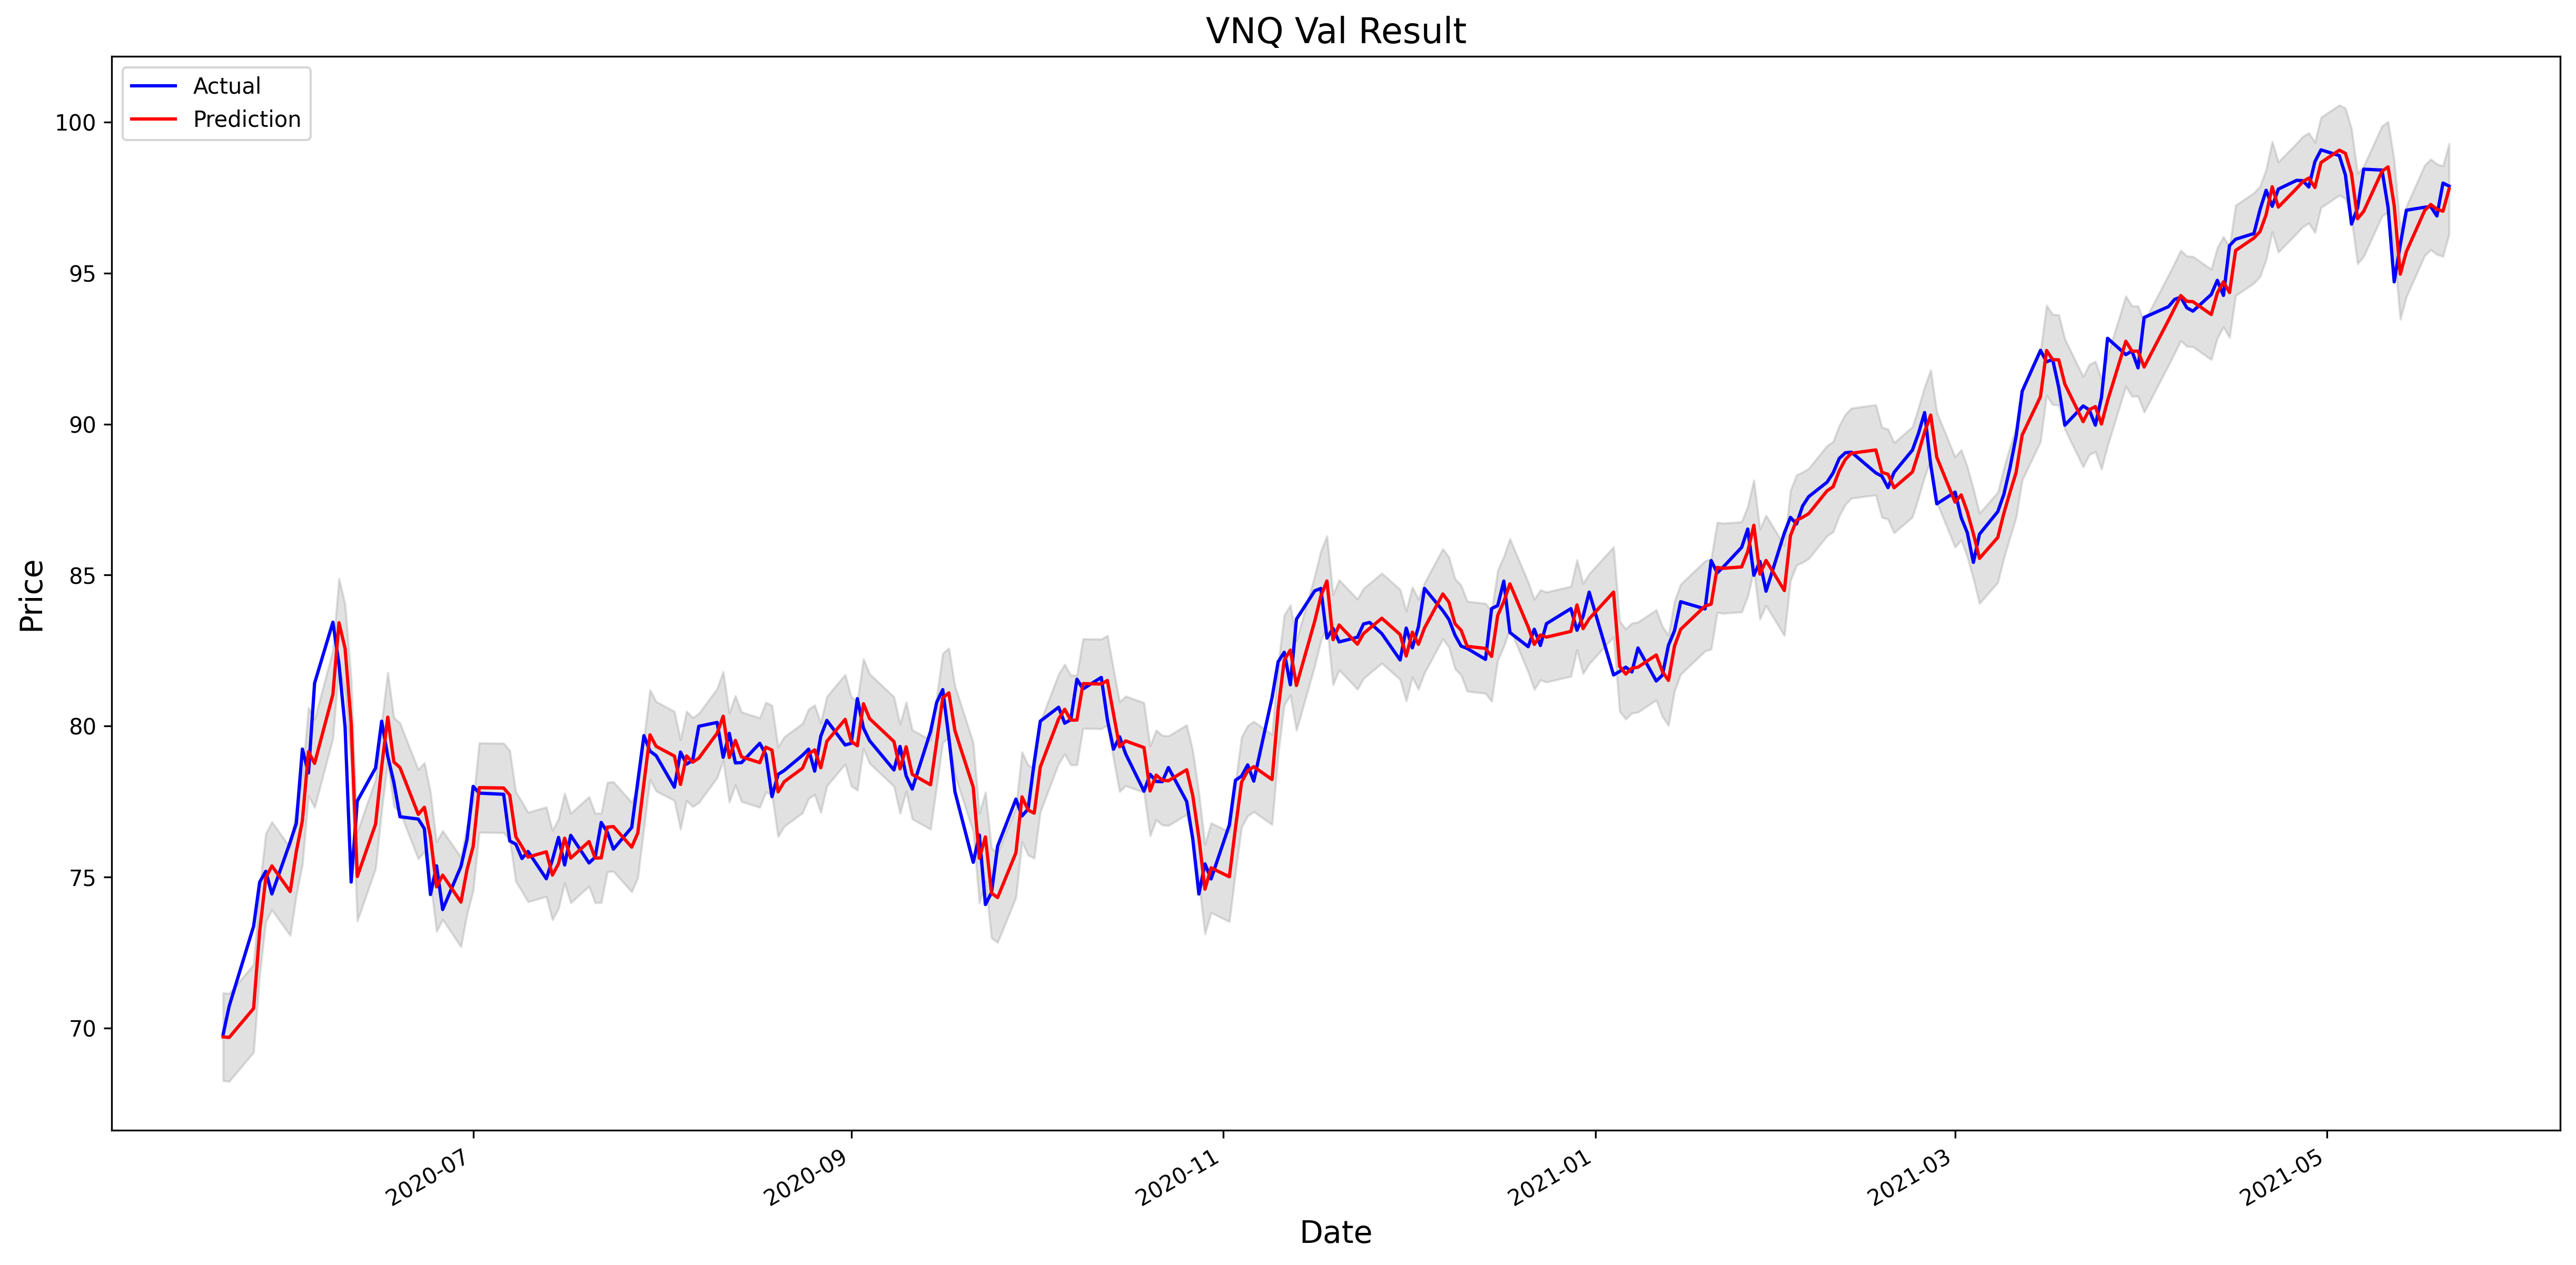 VNQ Val Result
Actual
Prediction
100
95
90
85
80
75
70
Price
2020-07
2020-09
2020-11
2021-01
2021-03
2021-05
Date